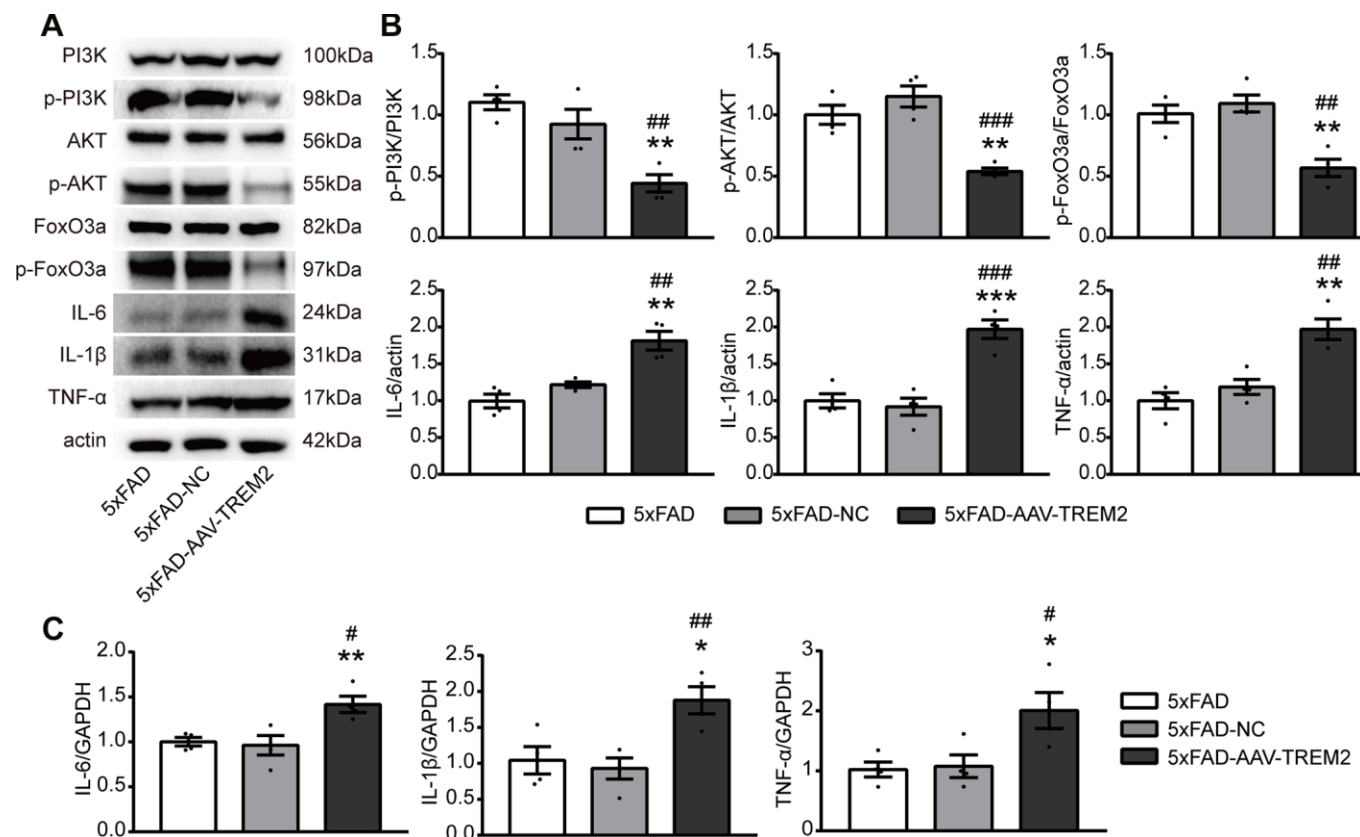 A
PI3K 100kDa
p-PI3K 98kDa
AKT 56kDa
p-AKT 55kDa
FoxO3a 82kDa
p-FoxO3a 97kDa
IL-6 24kDa
IL-1β 31kDa
TNF-α 17kDa
actin 42kDa
5xFAD
5xFAD-NC
5xFAD-AAV-TREM2
B
p-PI3K/PI3K
1.5
1.0
0.5
0.0
##
**
p-AKT/AKT
1.5
1.0
0.5
0.0
###
**
p-FoxO3a/FoxO3a
1.5
1.0
0.5
0.0
##
**
IL-6/actin
2.5
2.0
1.5
1.0
0.5
0.0
##
**
IL-1β/actin
2.5
2.0
1.5
1.0
0.5
0.0
###
***
TNF-α/actin
2.5
2.0
1.5
1.0
0.5
0.0
##
**
5xFAD 5xFAD-NC 5xFAD-AAV-TREM2
C
IL-6/GAPDH
2.0
1.5
1.0
0.5
0.0
#
**
IL-1β/GAPDH
2.5
2.0
1.5
1.0
0.5
0.0
##
*
TNF-α/GAPDH
3
2
1
0
#
*
5xFAD
5xFAD-NC
5xFAD-AAV-TREM2